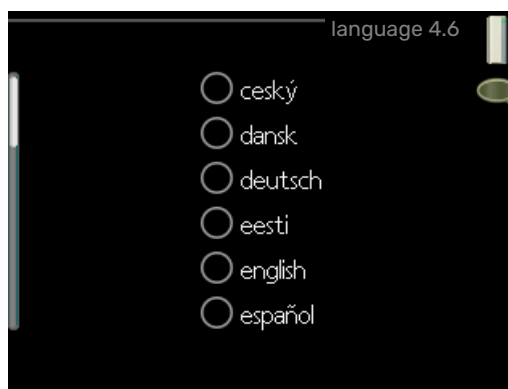 language 4.6
ceský
dansk
deutsch
eesti
english
español